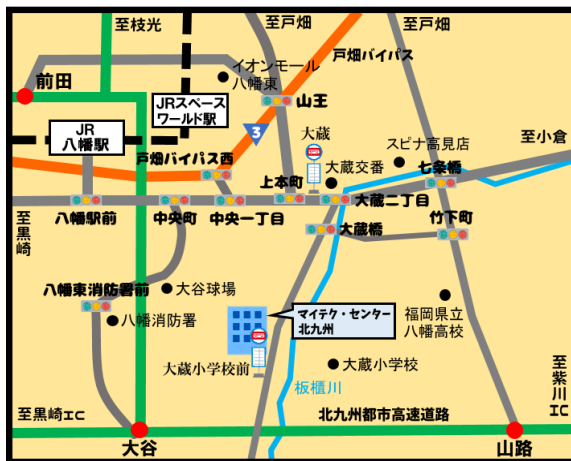 至枝光
至戸畑
至戸畑
戸畑バイパス
イオンモール
八幡東
前田
JRスペース
ワールド駅
山王
JR
八幡駅
3
大蔵
戸畑バイパス西
大蔵交番
スピナ高見店
至小倉
上本町
七条橋
至黒崎
八幡駅前
中央町
中央一丁目
大蔵二丁目
竹下町
大蔵橋
八幡東消防署前
大谷球場
八幡消防署
マイテク・センター
北九州
福岡県立
八幡高校
大蔵小学校前
大蔵小学校
板櫃川
至紫川IC
至黒崎IC
北九州都市高速道路
大谷
山路